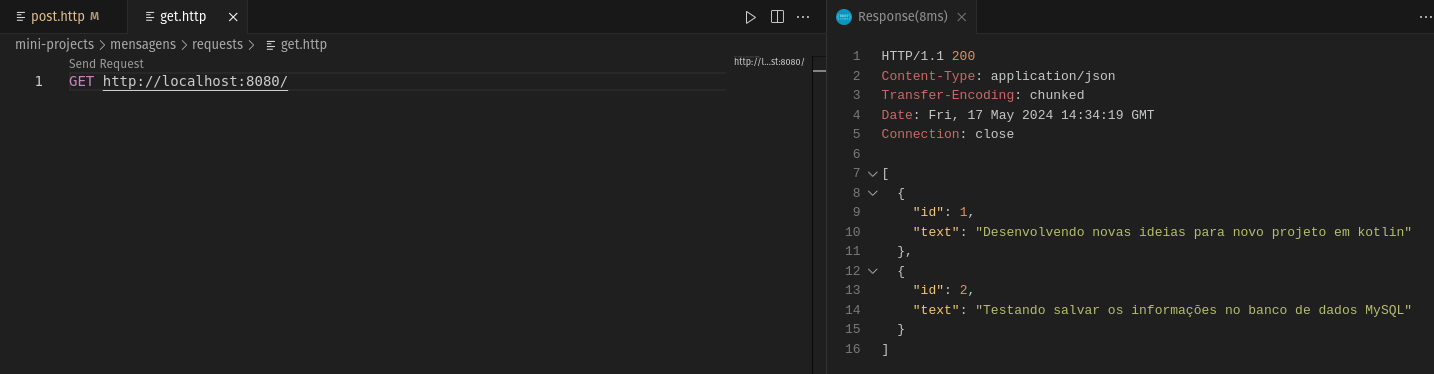 post.http M
get.http
mini-projects > mensagens > requests > get.http
Send Request
1 GET http://localhost:8080/
http://l...st:8080/
Response(8ms)
1 HTTP/1.1 200
2 Content-Type: application/json
3 Transfer-Encoding: chunked
4 Date: Fri, 17 May 2024 14:34:19 GMT
5 Connection: close
6
7 [
8 {
9 "id": 1,
10 "text": "Desenvolvendo novas ideias para novo projeto em kotlin"
11 },
12 {
13 "id": 2,
14 "text": "Testando salvar os informações no banco de dados MySQL"
15 }
16 ]